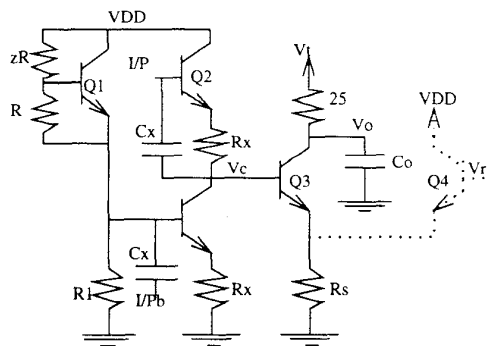 VDD
zR
Q1
I/P
Q2
V
25
R
Cx
Rx
VDD
Vo
Vc
Co
Q3
Q4
Vr
Cx
R1
I/Pb
Rx
Rs